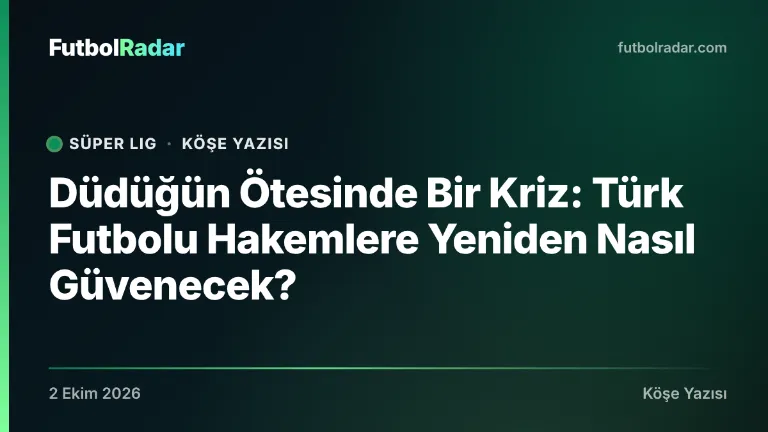 FutbolRadar
futbolradar.com
SÜPER LIG · KÖŞE YAZISI
Düdüğün Ötesinde Bir Kriz: Türk
Futbolu Hakemlere Yeniden Nasıl
Güvenecek?
2 Ekim 2026
Köşe Yazısı